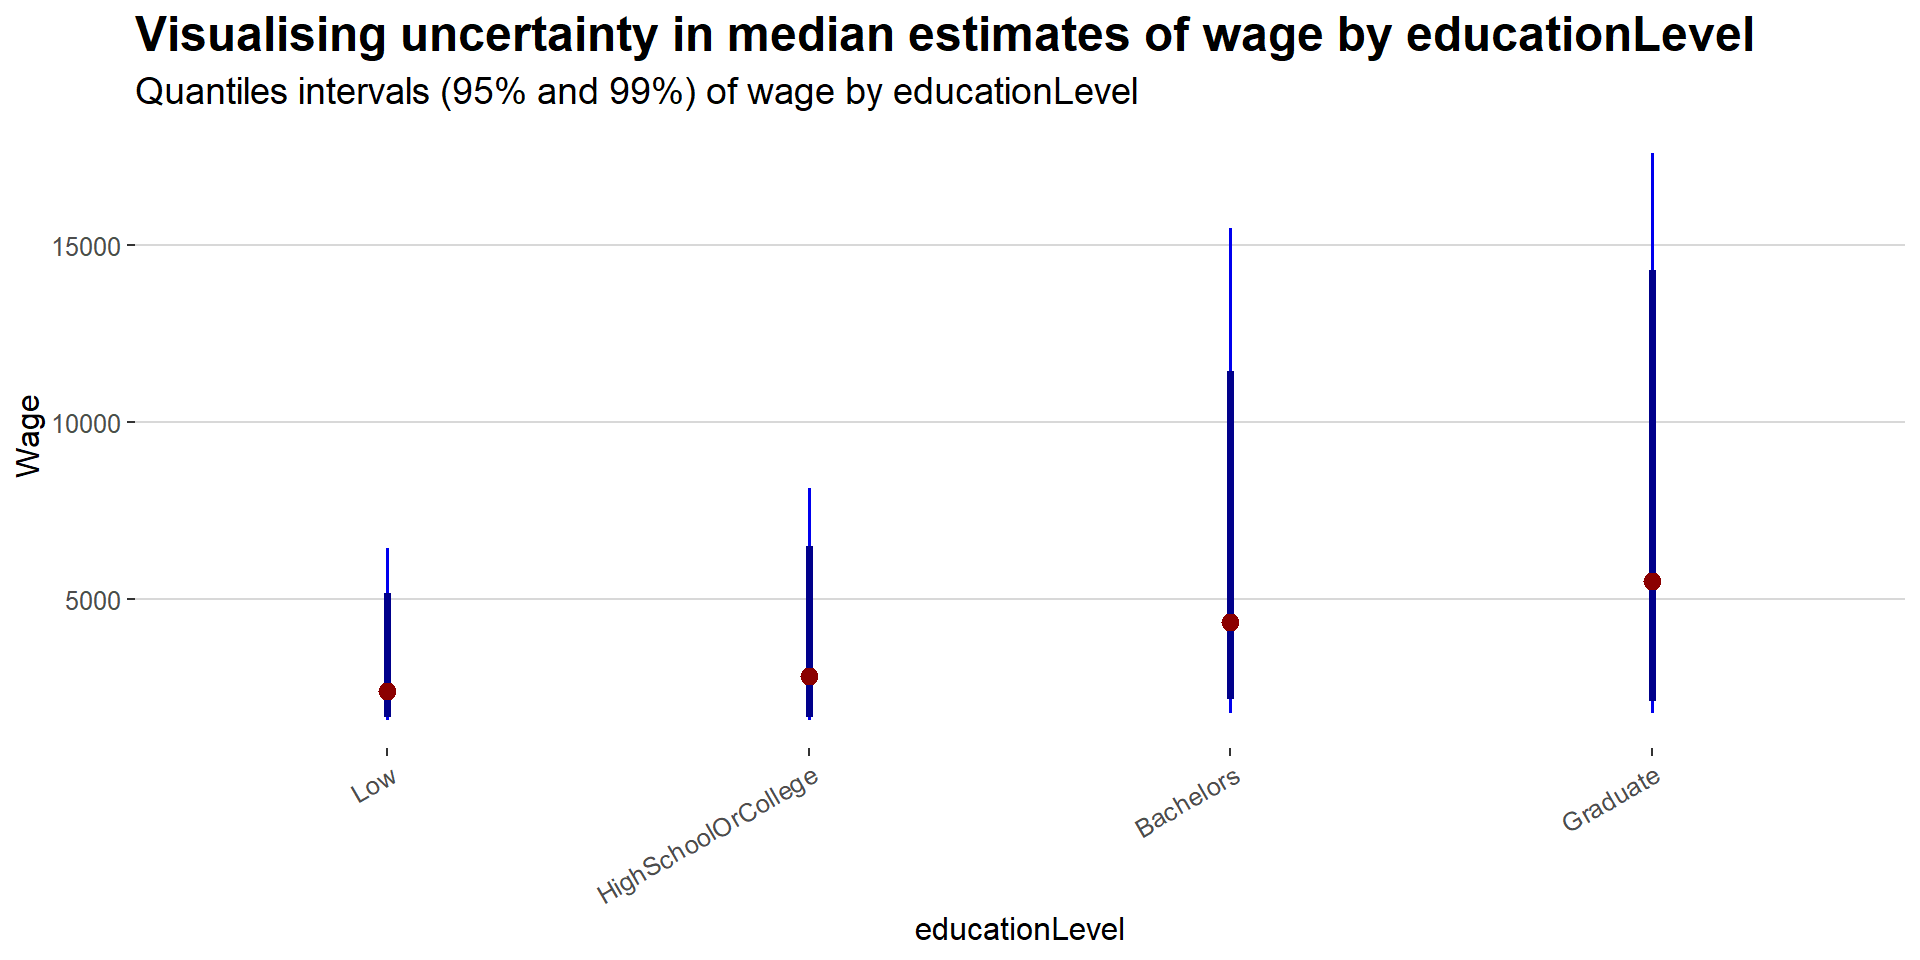 Visualising uncertainty in median estimates of wage by educationLevel
Quantiles intervals (95% and 99%) of wage by educationLevel
15000
10000
5000
Wage
Low
HighSchoolOrCollege
Bachelors
Graduate
educationLevel